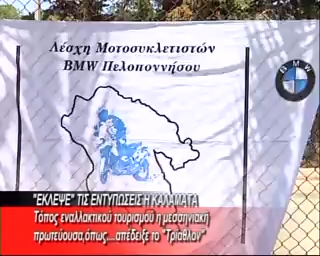 Λέσχη Μοτοσυκλετιστών
BMW Πελοποννήσου
BMW
"ΕΚΛΕΨΕ" ΤΙΣ ΕΝΤΥΠΩΣΕΙΣ Η ΚΑΛΑΜΑΤΑ
Τόπος εναλλακτικού τουρισμού η μεσσηνιακή
πρωτεύουσα,όπως....απέδειξε το "Τρίαθλον"